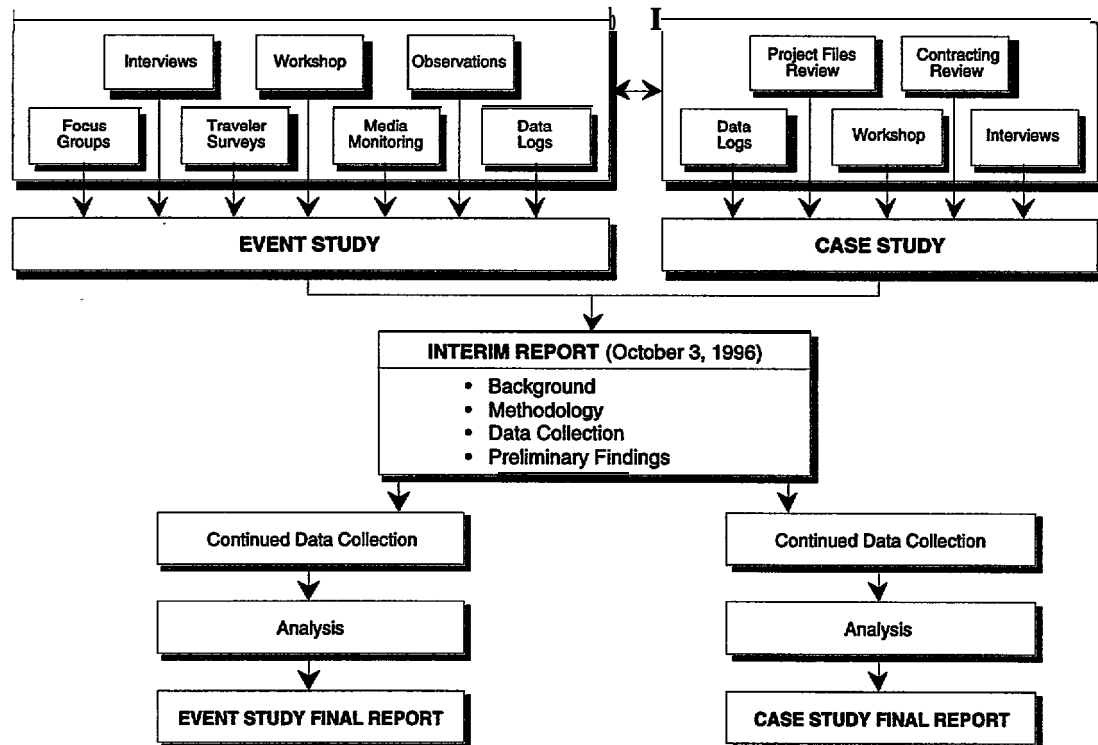 Interviews
Workshop
Observations
Focus
Groups
Traveler
Surveys
Media
Monitoring
Data
Logs
EVENT STUDY
Project Files
Review
Contracting
Review
Data
Logs
Workshop
Interviews
CASE STUDY
INTERIM REPORT (October 3, 1996)
• Background
• Methodology
• Data Collection
• Preliminary Findings
Continued Data Collection
Analysis
EVENT STUDY FINAL REPORT
Continued Data Collection
Analysis
CASE STUDY FINAL REPORT